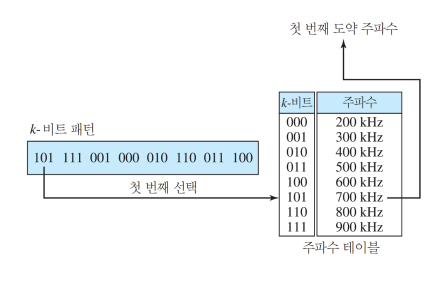 첫 번째 도약 주파수
k-비트 주파수
k-비트 패턴
000 200 kHz
001 300 kHz
010 400 kHz
011 500 kHz
100 600 kHz
101 700 kHz
110 800 kHz
111 900 kHz
101 111 001 000 010 110 011 100
첫 번째 선택
주파수 테이블